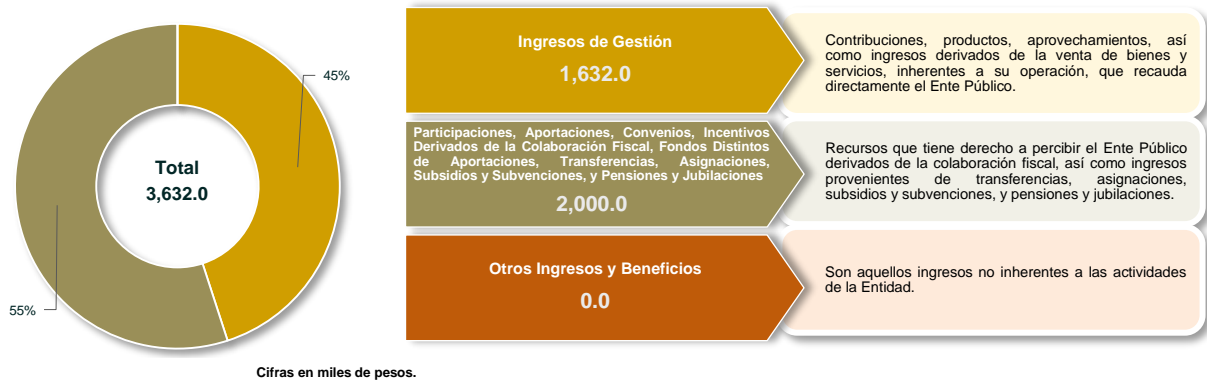 45%
Total
3,632.0
55%
Ingresos de Gestión
1,632.0
Contribuciones, productos, aprovechamientos, así
como ingresos derivados de la venta de bienes y
servicios, inherentes a su operación, que recauda
directamente el Ente Público.
Participaciones, Aportaciones, Convenios, Incentivos
Derivados de la Colaboración Fiscal, Fondos Distintos
de Aportaciones, Transferencias, Asignaciones,
Subsidios y Subvenciones, y Pensiones y Jubilaciones
2,000.0
Recursos que tiene derecho a percibir el Ente Público
derivados de la colaboración fiscal, así como ingresos
provenientes de transferencias, asignaciones,
subsidios y subvenciones, y pensiones y jubilaciones.
Otros Ingresos y Beneficios
0.0
Son aquellos ingresos no inherentes a las actividades
de la Entidad.
Cifras en miles de pesos.